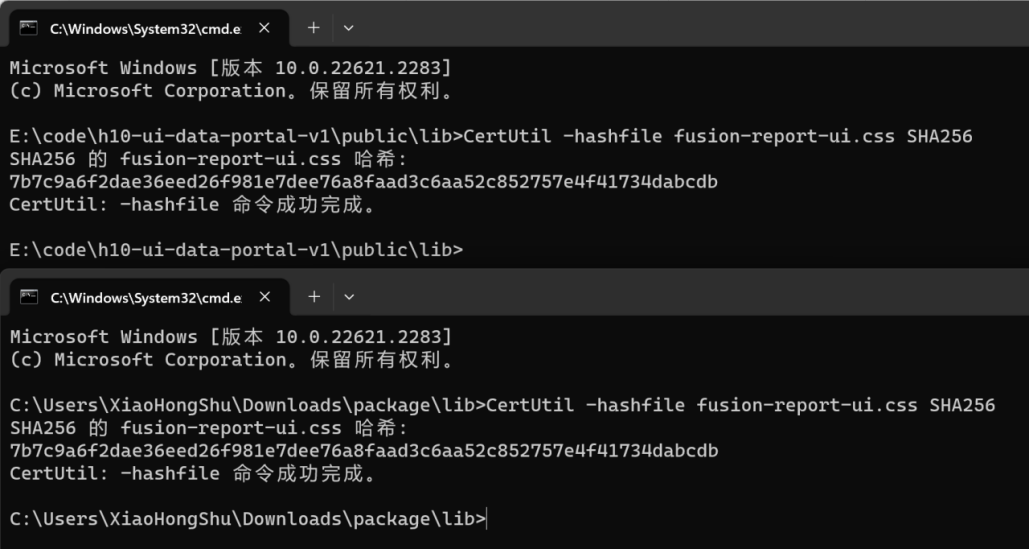 C:\Windows\System32\cmd.e
Microsoft Windows [版本 10.0.22621.2283]
(c) Microsoft Corporation。保留所有权利。
E:\code\h10-ui-data-portal-v1\public\lib>CertUtil -hashfile fusion-report-ui.css SHA256
SHA256 的 fusion-report-ui.css 哈希:
7b7c9a6f2dae36eed26f981e7dee76a8faad3c6aa52c852757e4f41734dabcdb
CertUtil: -hashfile 命令成功完成。
E:\code\h10-ui-data-portal-v1\public\lib>
C:\Windows\System32\cmd.e
Microsoft Windows [版本 10.0.22621.2283]
(c) Microsoft Corporation。保留所有权利。
C:\Users\XiaoHongShu\Downloads\package\lib>CertUtil -hashfile fusion-report-ui.css SHA256
SHA256 的 fusion-report-ui.css 哈希:
7b7c9a6f2dae36eed26f981e7dee76a8faad3c6aa52c852757e4f41734dabcdb
CertUtil: -hashfile 命令成功完成。
C:\Users\XiaoHongShu\Downloads\package\lib>